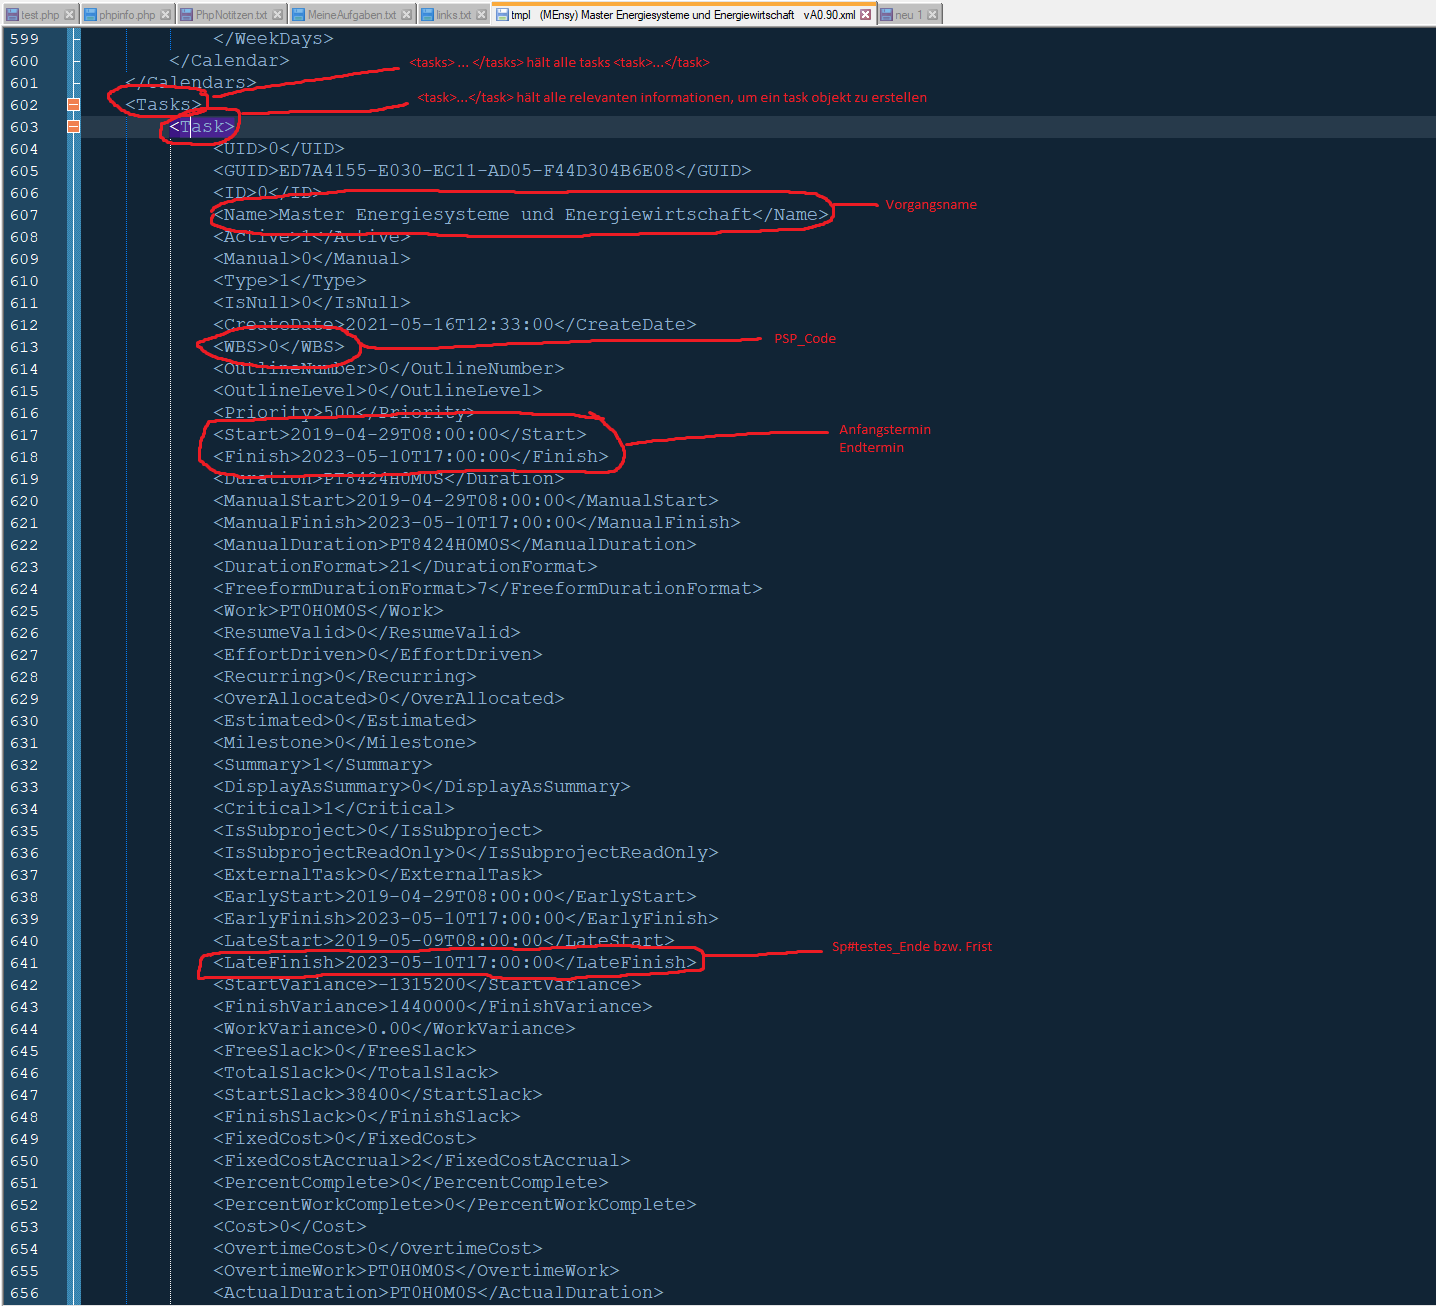 test.php phpinfo.php PhpNotitzen.txt MeineAufgaben.txt links.txt tmpl (MEnsy) Master Energiesysteme und Energiewirtschaft vA0.90.xml neu 1
599 </WeekDays>
600 </Calendar>
<tasks> ... </tasks> hält alle tasks <task>...</task>
601 </Calendars>
<task>...</task> hält alle relevanten informationen, um ein task objekt zu erstellen
602 <Tasks>
603 <Task>
604 <UID>0</UID>
605 <GUID>ED7A4155-E030-EC11-AD05-F44D304B6E08</GUID>
606 <ID>0</ID>
607 <Name>Master Energiesysteme und Energiewirtschaft</Name> Vorgangsname
608 <Active>1</Active>
609 <Manual>0</Manual>
610 <Type>1</Type>
611 <IsNull>0</IsNull>
612 <CreateDate>2021-05-16T12:33:00</CreateDate>
613 <WBS>0</WBS> PSP_Code
614 <OutlineNumber>0</OutlineNumber>
615 <OutlineLevel>0</OutlineLevel>
616 <Priority>500</Priority>
617 <Start>2019-04-29T08:00:00</Start> Anfangstermin
618 <Finish>2023-05-10T17:00:00</Finish> Endtermin
619 <Duration>PT8424H0M0S</Duration>
620 <ManualStart>2019-04-29T08:00:00</ManualStart>
621 <ManualFinish>2023-05-10T17:00:00</ManualFinish>
622 <ManualDuration>PT8424H0M0S</ManualDuration>
623 <DurationFormat>21</DurationFormat>
624 <FreeformDurationFormat>7</FreeformDurationFormat>
625 <Work>PT0H0M0S</Work>
626 <ResumeValid>0</ResumeValid>
627 <EffortDriven>0</EffortDriven>
628 <Recurring>0</Recurring>
629 <OverAllocated>0</OverAllocated>
630 <Estimated>0</Estimated>
631 <Milestone>0</Milestone>
632 <Summary>1</Summary>
633 <DisplayAsSummary>0</DisplayAsSummary>
634 <Critical>1</Critical>
635 <IsSubproject>0</IsSubproject>
636 <IsSubprojectReadOnly>0</IsSubprojectReadOnly>
637 <ExternalTask>0</ExternalTask>
638 <EarlyStart>2019-04-29T08:00:00</EarlyStart>
639 <EarlyFinish>2023-05-10T17:00:00</EarlyFinish>
640 <LateStart>2019-05-09T08:00:00</LateStart>
641 <LateFinish>2023-05-10T17:00:00</LateFinish> Sp#testes_Ende bzw. Frist
642 <StartVariance>-1315200</StartVariance>
643 <FinishVariance>1440000</FinishVariance>
644 <WorkVariance>0.00</WorkVariance>
645 <FreeSlack>0</FreeSlack>
646 <TotalSlack>0</TotalSlack>
647 <StartSlack>38400</StartSlack>
648 <FinishSlack>0</FinishSlack>
649 <FixedCost>0</FixedCost>
650 <FixedCostAccrual>2</FixedCostAccrual>
651 <PercentComplete>0</PercentComplete>
652 <PercentWorkComplete>0</PercentWorkComplete>
653 <Cost>0</Cost>
654 <OvertimeCost>0</OvertimeCost>
655 <OvertimeWork>PT0H0M0S</OvertimeWork>
656 <ActualDuration>PT0H0M0S</ActualDuration>